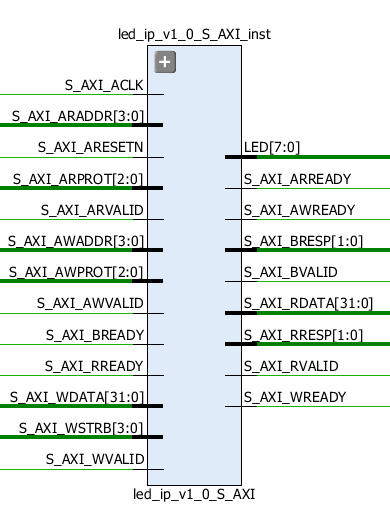 led_ip_v1_0_S_AXI_inst
S_AXI_ACLK
S_AXI_ARADDR[3:0]
S_AXI_ARESETN
S_AXI_ARPROT[2:0]
S_AXI_ARVALID
S_AXI_AWADDR[3:0]
S_AXI_AWPROT[2:0]
S_AXI_AWVALID
S_AXI_BREADY
S_AXI_RREADY
S_AXI_WDATA[31:0]
S_AXI_WSTRB[3:0]
S_AXI_WVALID
LED[7:0]
S_AXI_ARREADY
S_AXI_AWREADY
S_AXI_BRESP[1:0]
S_AXI_BVALID
S_AXI_RDATA[31:0]
S_AXI_RRESP[1:0]
S_AXI_RVALID
S_AXI_WREADY
led_ip_v1_0_S_AXI